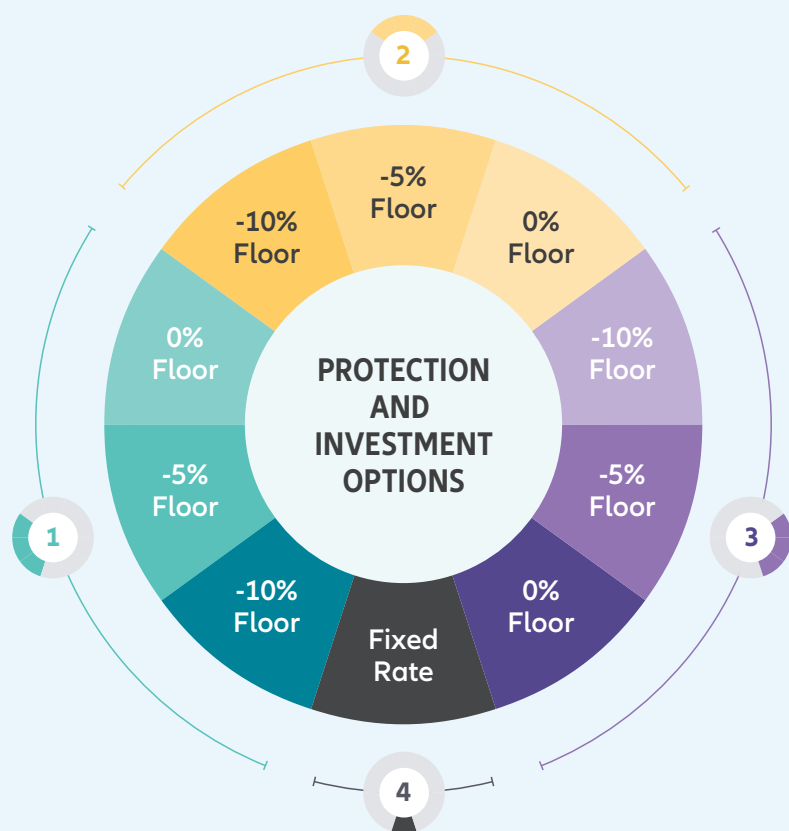 2
-5%
Floor
-10%
Floor
0%
Floor
0%
Floor
-10%
Floor
PROTECTION
AND
INVESTMENT
OPTIONS
-5%
Floor
-5%
Floor
1
3
-10%
Floor
0%
Floor
Fixed
Rate
4